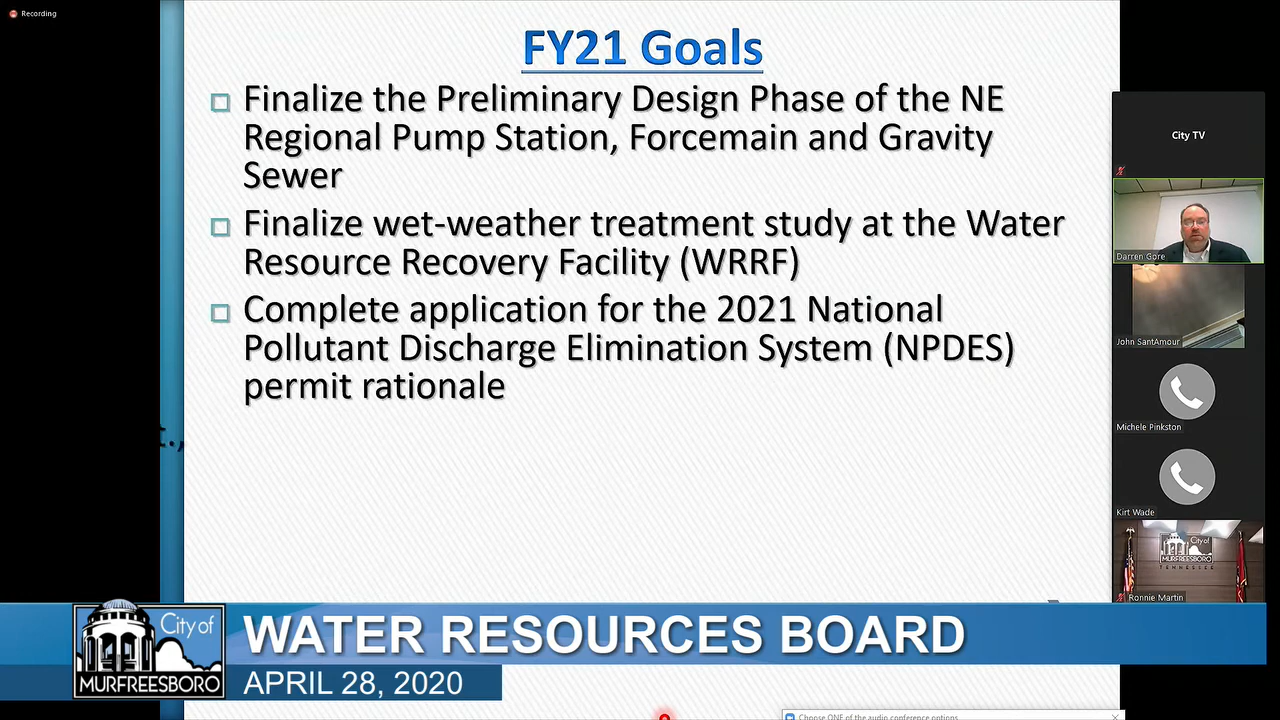 Recording
FY21 Goals
Finalize the Preliminary Design Phase of the NE
Regional Pump Station, Forcemain and Gravity
Sewer
Finalize wet-weather treatment study at the Water
Resource Recovery Facility (WRRF)
Complete application for the 2021 National
Pollutant Discharge Elimination System (NPDES)
permit rationale
City TV
Darren Gore
John SantAmour
Michele Pinkston
Kirt Wade
City of
MURFREESBORO
TENNESSEE
Ronnie Martin
City of
MURFREESBORO
WATER RESOURCES BOARD
APRIL 28, 2020
Choose ONE of the audio conference options